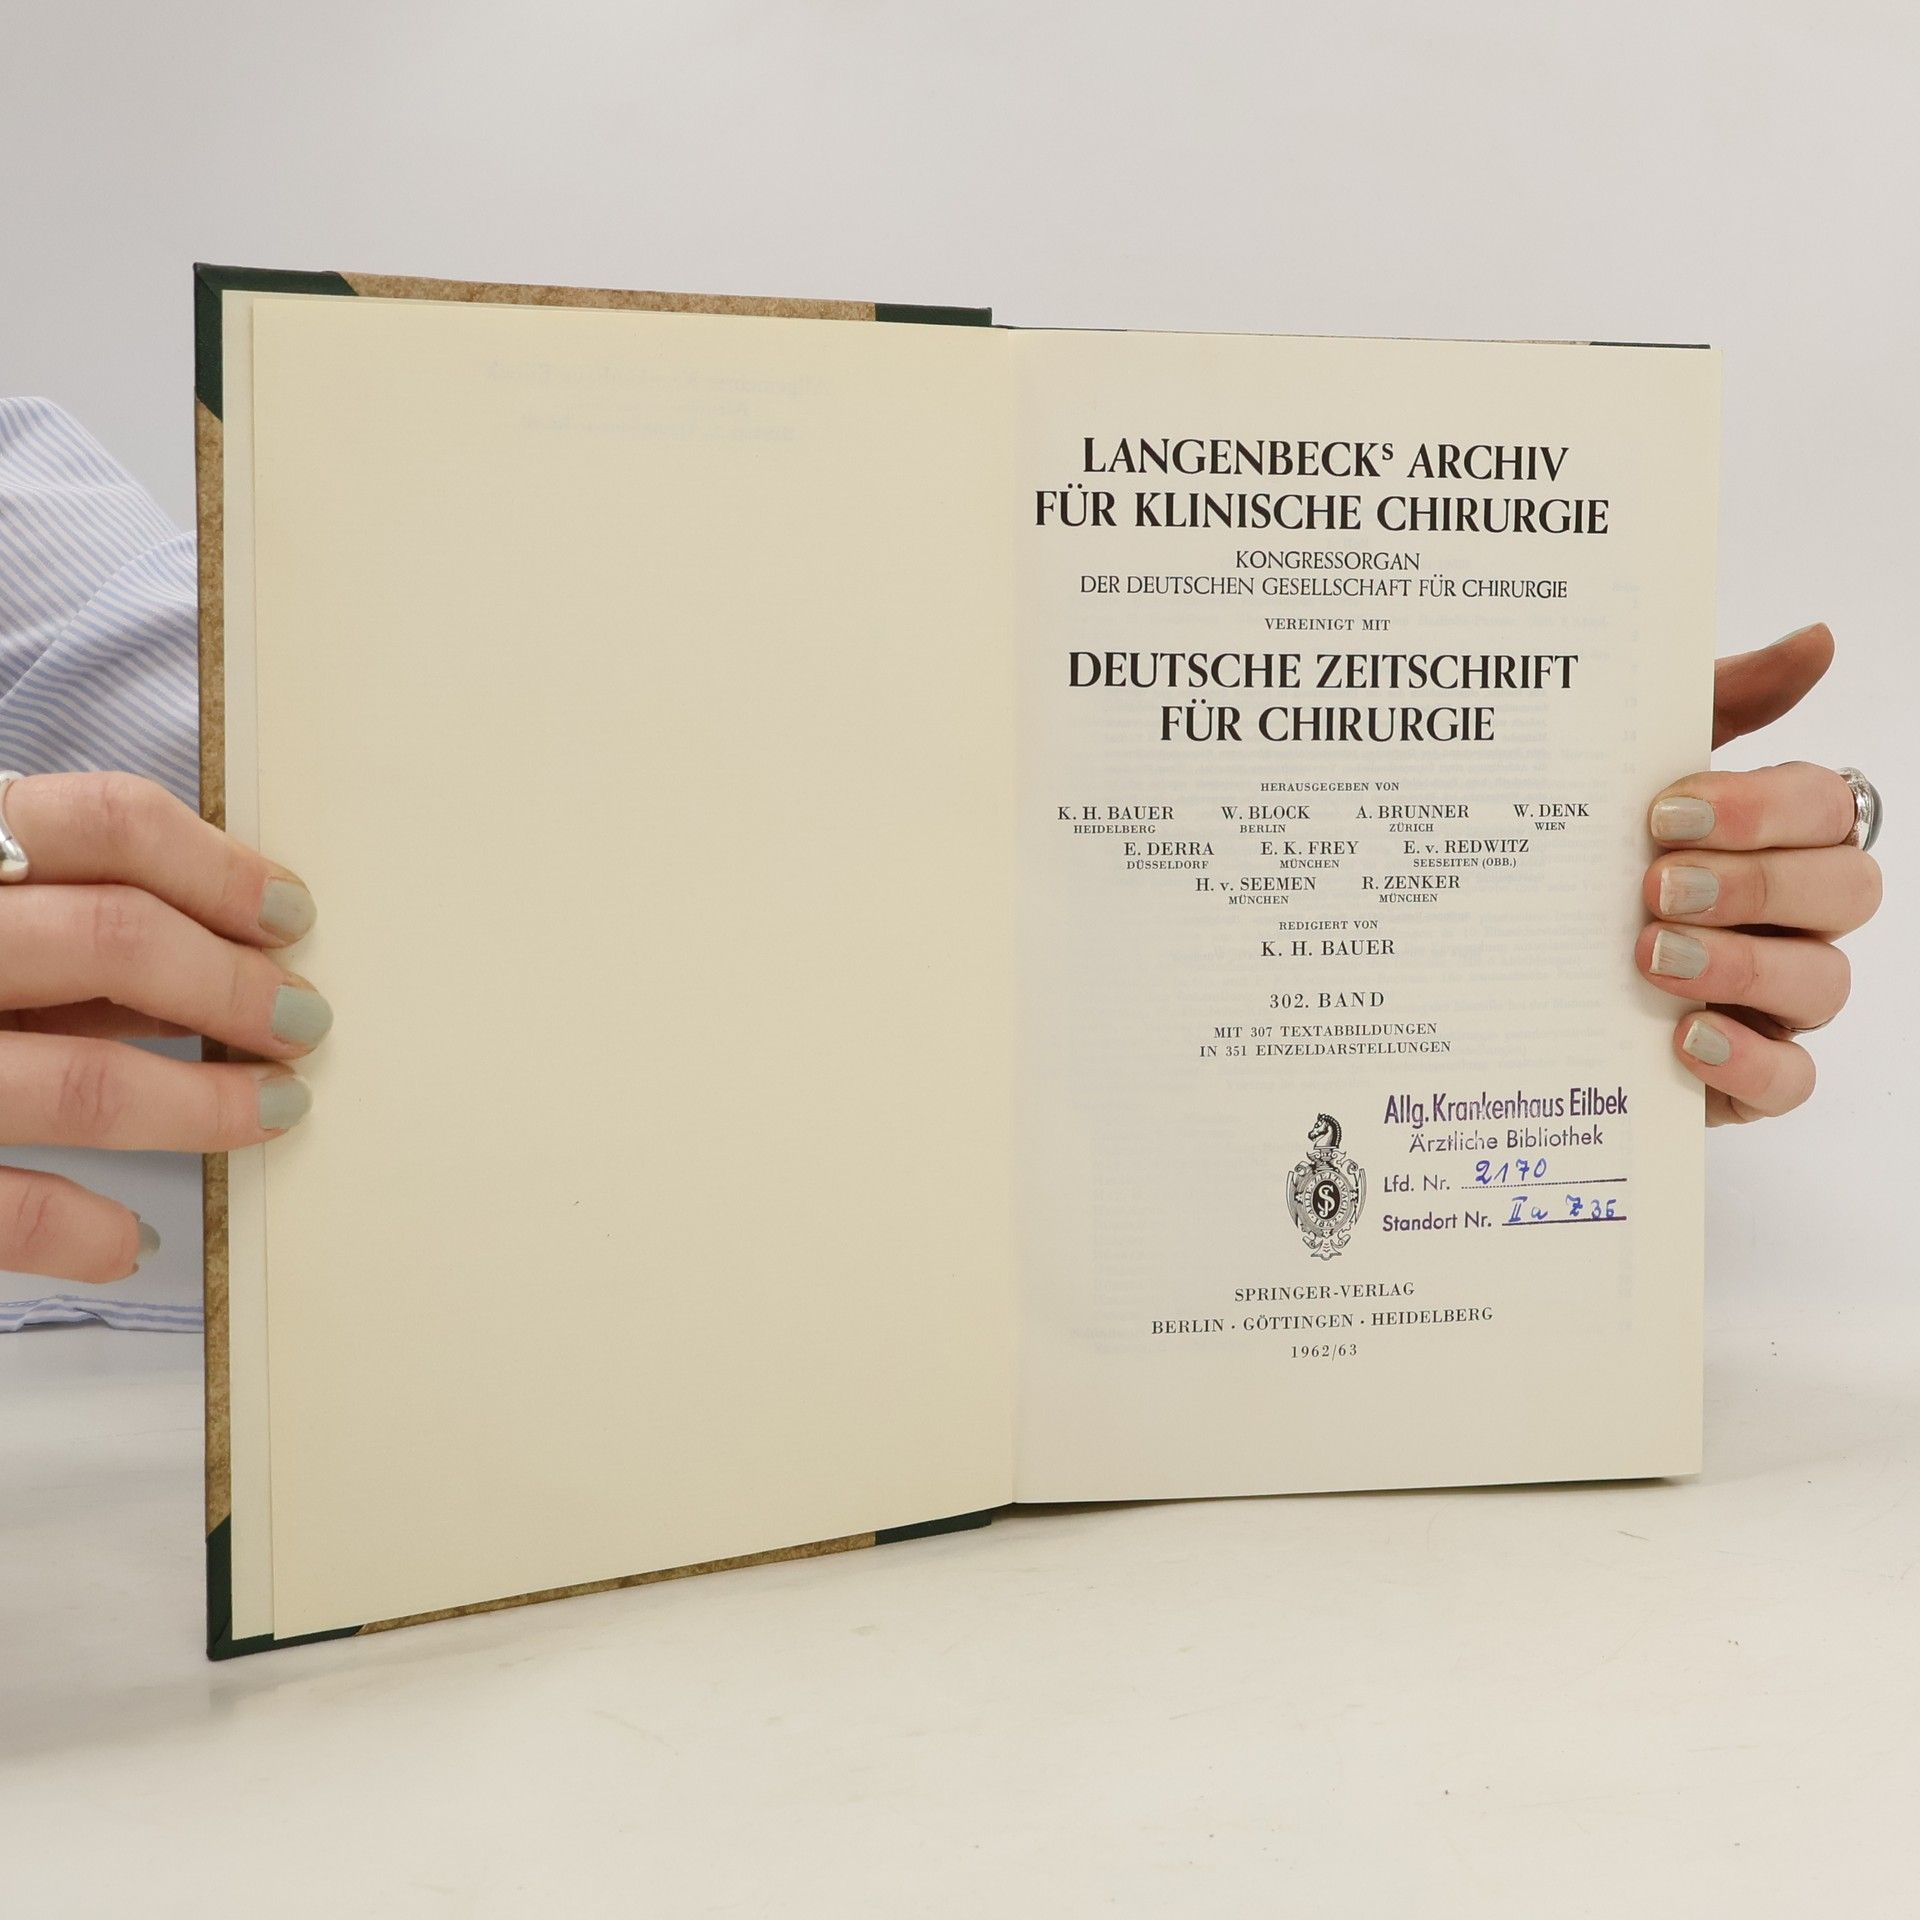 LANGENBECKs ARCHIV
FÜR KLINISCHE CHIRURGIE
KONGRESSORGAN
DER DEUTSCHEN GESELLSCHAFT FÜR CHIRURGIE
VEREINIGT MIT
DEUTSCHE ZEITSCHRIFT
FÜR CHIRURGIE
HERAUSGEGEBEN VON
K. H. BAUER W. BLOCK A. BRUNNER W. DENK
HEIDELBERG BERLIN ZÜRICH WIEN
E. DERRA E. K. FREY E. v. REDWITZ
DÜSSELDORF MÜNCHEN SEESEITEN (OBB.)
H. v. SEEMEN R. ZENKER
MÜNCHEN MÜNCHEN
REDIGIERT VON
K. H. BAUER
302. BAND
MIT 307 TEXTABBILDUNGEN
IN 351 EINZELDARSTELLUNGEN
Allg. Krankenhaus Eilbek
Ärztliche Bibliothek
Lfd. Nr. 2170
Standort Nr. IIa Z 36
SPRINGER-VERLAG
BERLIN · GÖTTINGEN · HEIDELBERG
1962/63